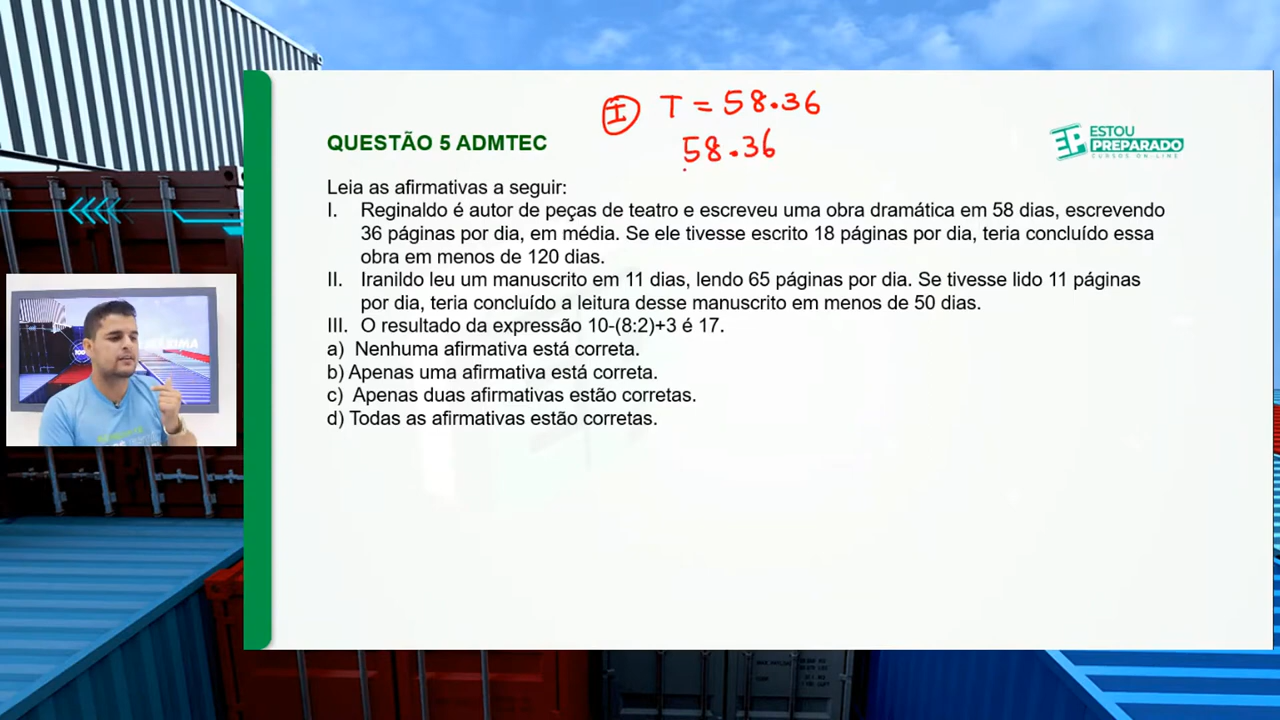 Ⓘ T = 58.36
58.36
QUESTÃO 5 ADMTEC
ESTOU
PREPARADO
CURSOS ON-LINE
Leia as afirmativas a seguir:
I. Reginaldo é autor de peças de teatro e escreveu uma obra dramática em 58 dias, escrevendo
36 páginas por dia, em média. Se ele tivesse escrito 18 páginas por dia, teria concluído essa
obra em menos de 120 dias.
II. Iranildo leu um manuscrito em 11 dias, lendo 65 páginas por dia. Se tivesse lido 11 páginas
por dia, teria concluído a leitura desse manuscrito em menos de 50 dias.
III. O resultado da expressão 10-(8:2)+3 é 17.
a) Nenhuma afirmativa está correta.
b) Apenas uma afirmativa está correta.
c) Apenas duas afirmativas estão corretas.
d) Todas as afirmativas estão corretas.